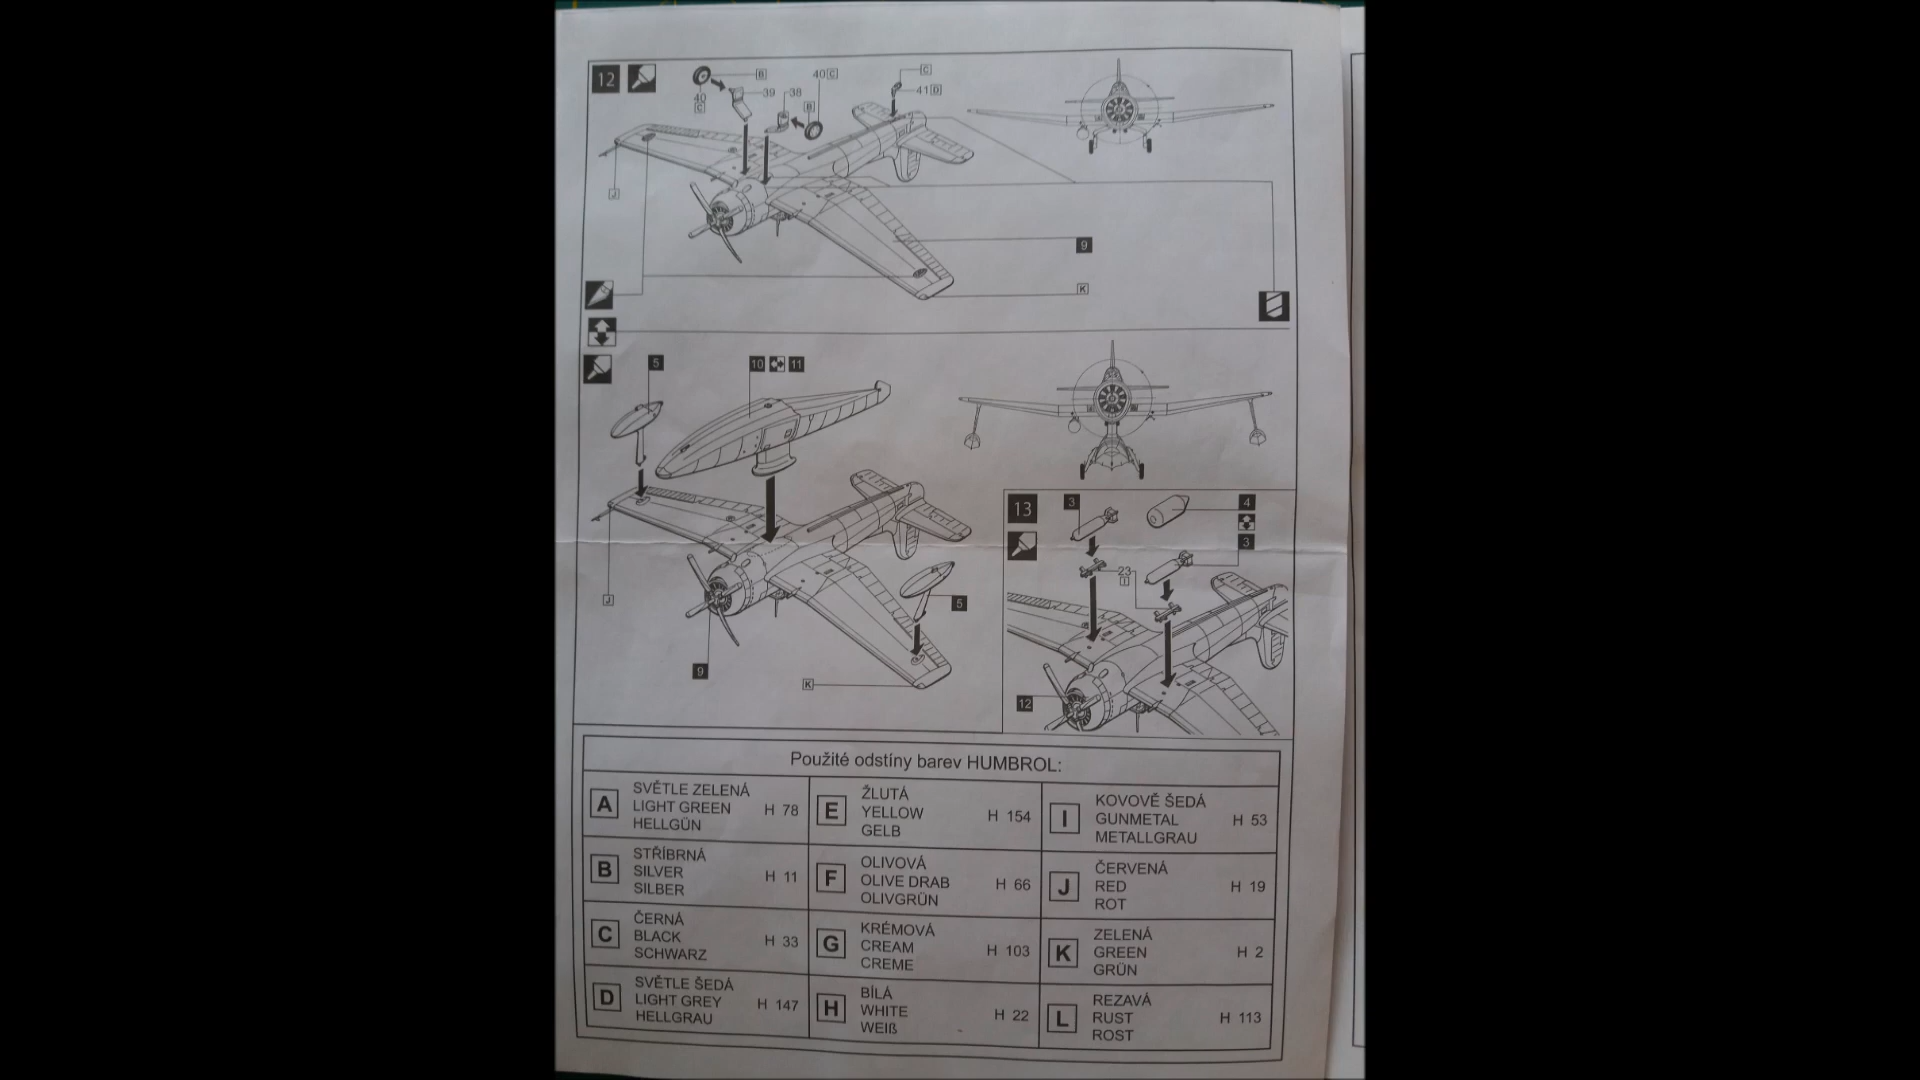 12
B
40 C
C
40
C
39
38
B
41 D
J
9
K
5
10
11
13
3
4
3
23
I
J
5
9
K
12
Použité odstíny barev HUMBROL:
A
SVĚTLE ZELENÁ
LIGHT GREEN
HELLGÜN
H 78
E
ŽLUTÁ
YELLOW
GELB
H 154
I
KOVOVĚ ŠEDÁ
GUNMETAL
METALLGRAU
H 53
B
STŘÍBRNÁ
SILVER
SILBER
H 11
F
OLIVOVÁ
OLIVE DRAB
OLIVGRÜN
H 66
J
ČERVENÁ
RED
ROT
H 19
C
ČERNÁ
BLACK
SCHWARZ
H 33
G
KRÉMOVÁ
CREAM
CREME
H 103
K
ZELENÁ
GREEN
GRÜN
H 2
D
SVĚTLE ŠEDÁ
LIGHT GREY
HELLGRAU
H 147
H
BÍLÁ
WHITE
WEIß
H 22
L
REZAVÁ
RUST
ROST
H 113